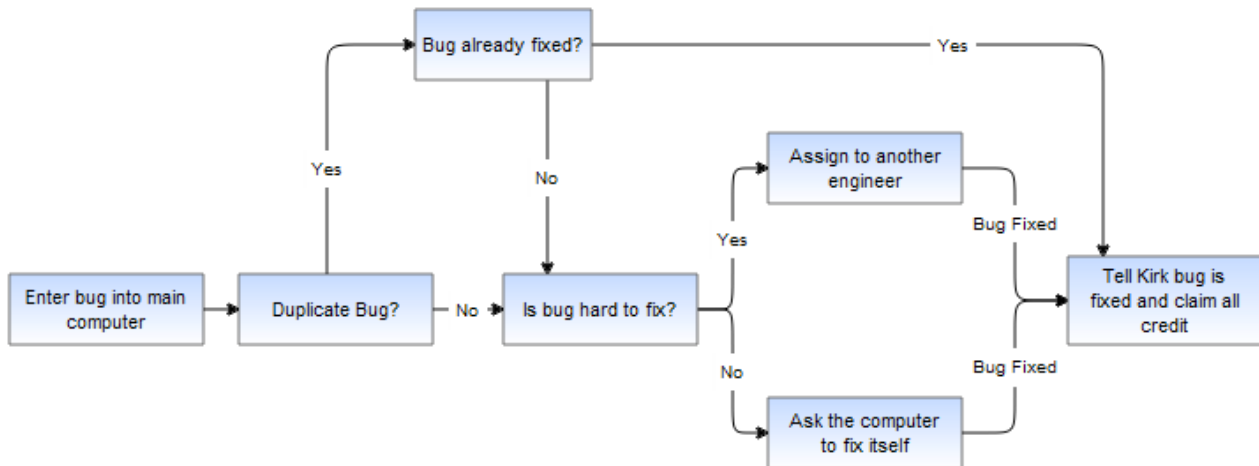 Bug already fixed?
Yes
Yes
No
Assign to another
engineer
Yes
Bug Fixed
Enter bug into main
computer
Duplicate Bug?
No
Is bug hard to fix?
Tell Kirk bug is
fixed and claim all
credit
No
Bug Fixed
Ask the computer
to fix itself